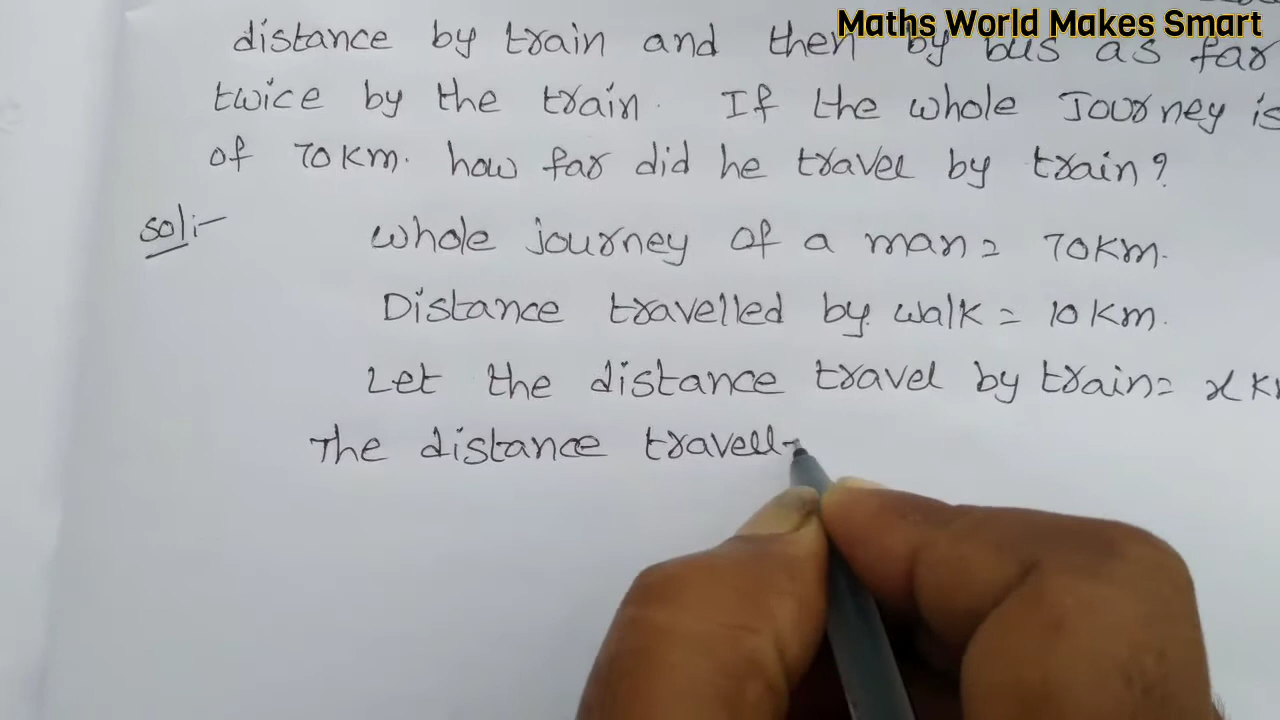 Maths World Makes Smart
distance by train and then by bus as far
twice by the train. If the whole Journey is
of 70Km. how far did he travel by train?
Sol:-
Whole journey of a man = 70Km.
Distance travelled by walk = 10 Km.
Let the distance travel by train = x
The distance travell